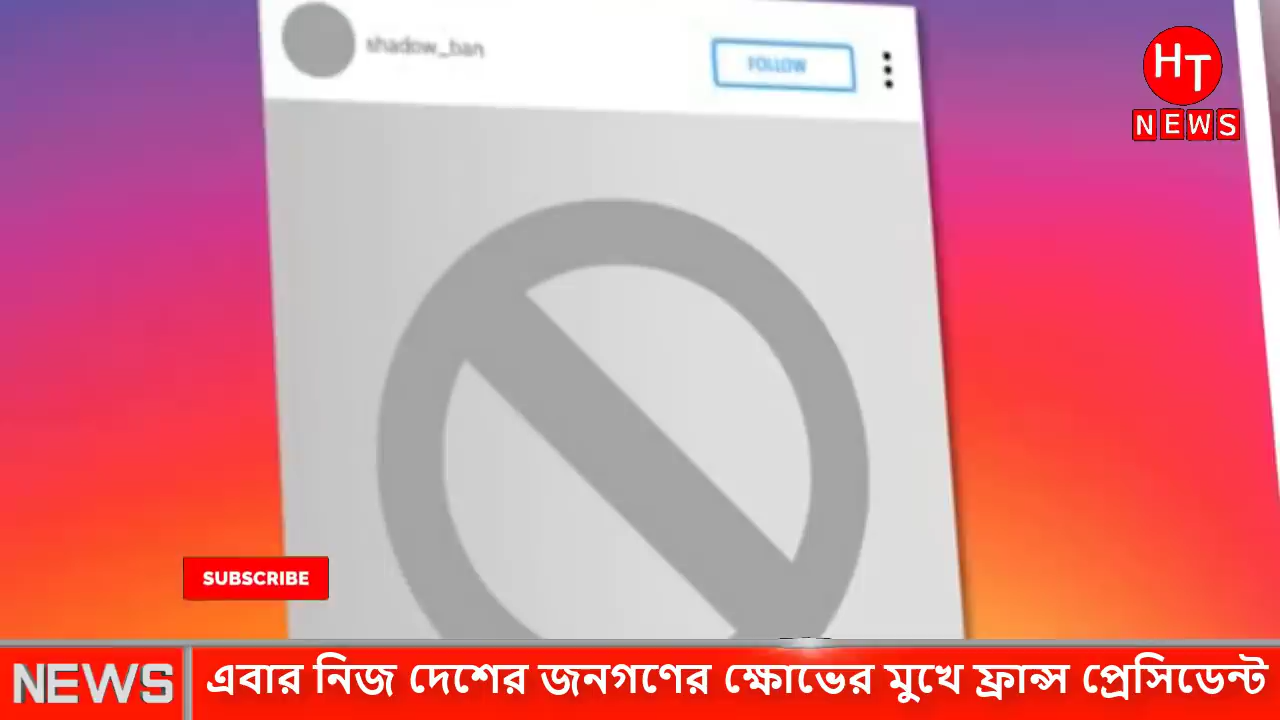 shadow_ban
FOLLOW
HT
NEWS
SUBSCRIBE
NEWS
এবার নিজ দেশের জনগণের ক্ষোভের মুখে ফ্রান্স প্রেসিডেন্ট